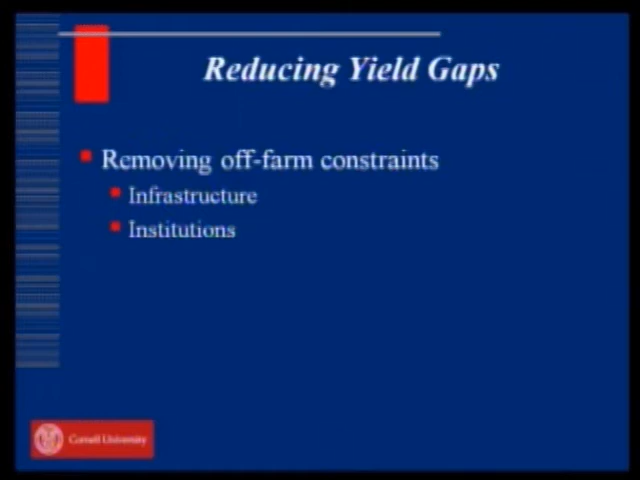 Reducing Yield Gaps
Removing off-farm constraints
Infrastructure
Institutions
Cornell University